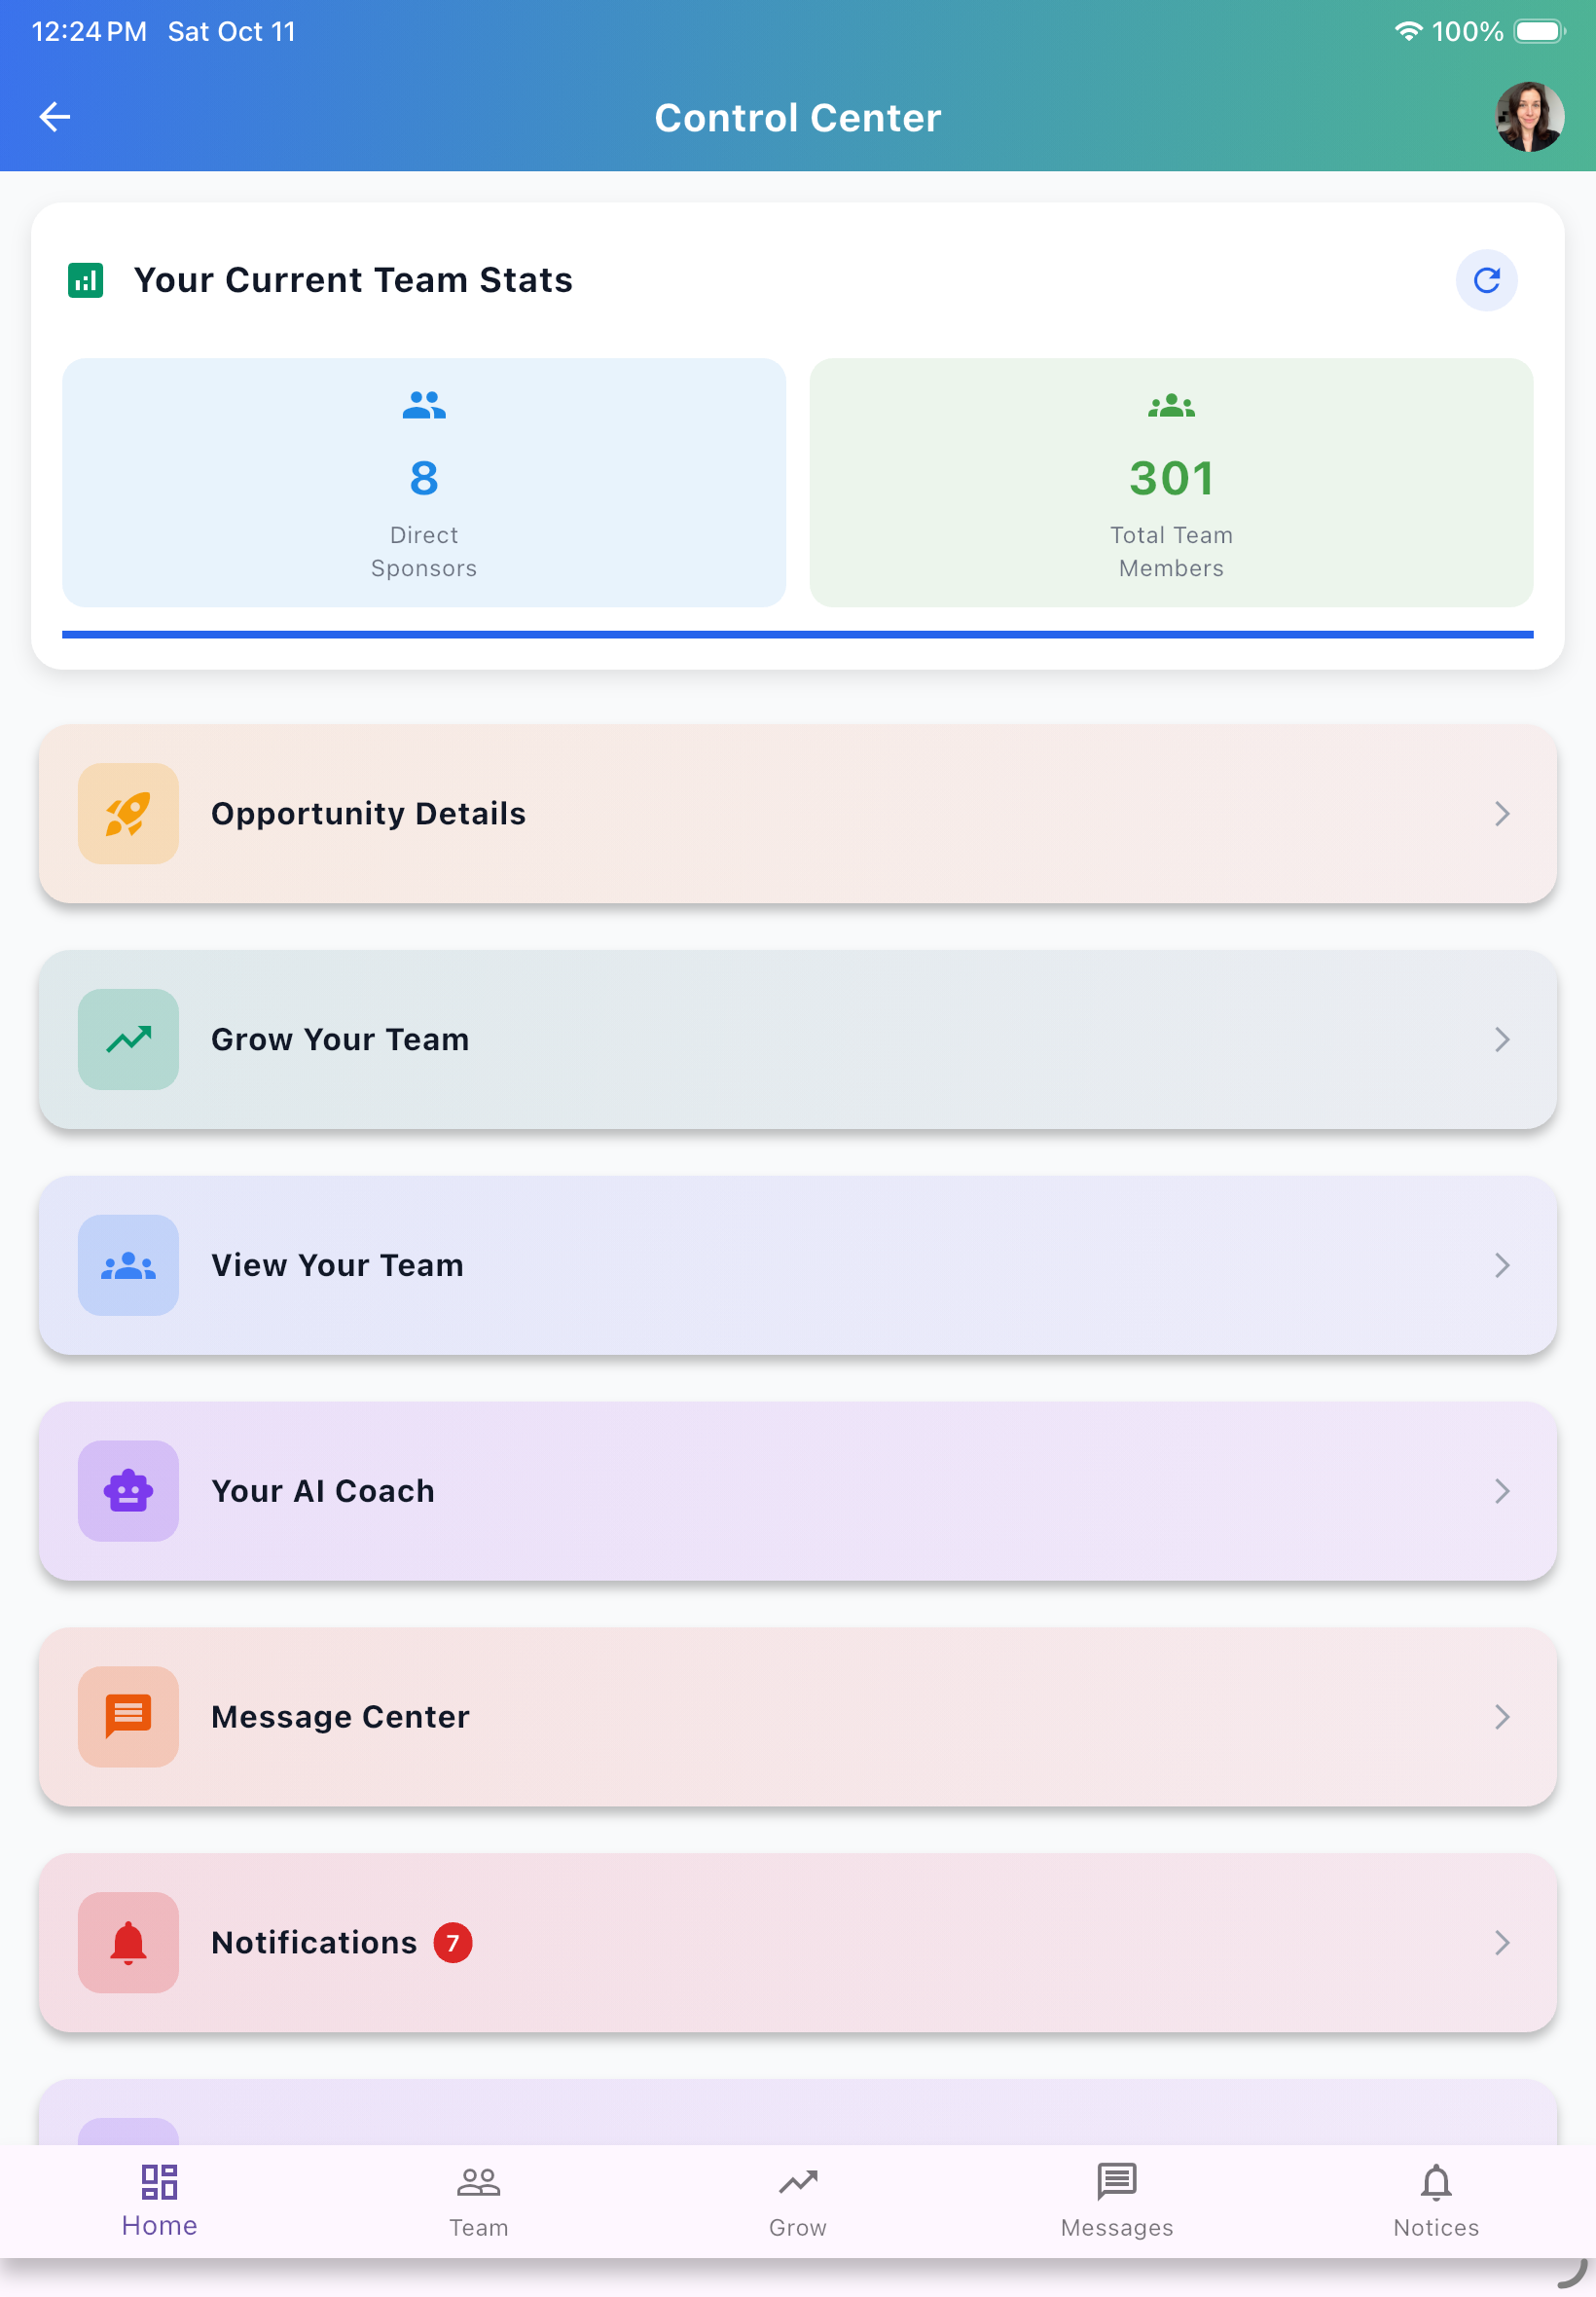 12:24 PM Sat Oct 11
100%
Control Center
Your Current Team Stats
8
Direct
Sponsors
301
Total Team
Members
Opportunity Details
Grow Your Team
View Your Team
Your AI Coach
Message Center
Notifications 7
Home
Team
Grow
Messages
Notices